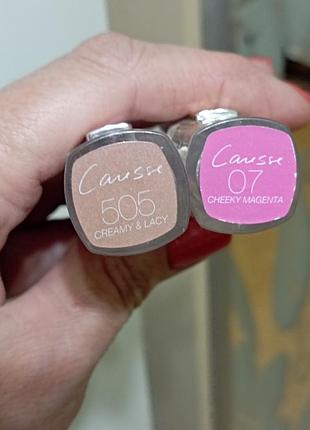 Caresse
505
CREAMY & LACY
Caresse
07
CHEEKY MAGENTA